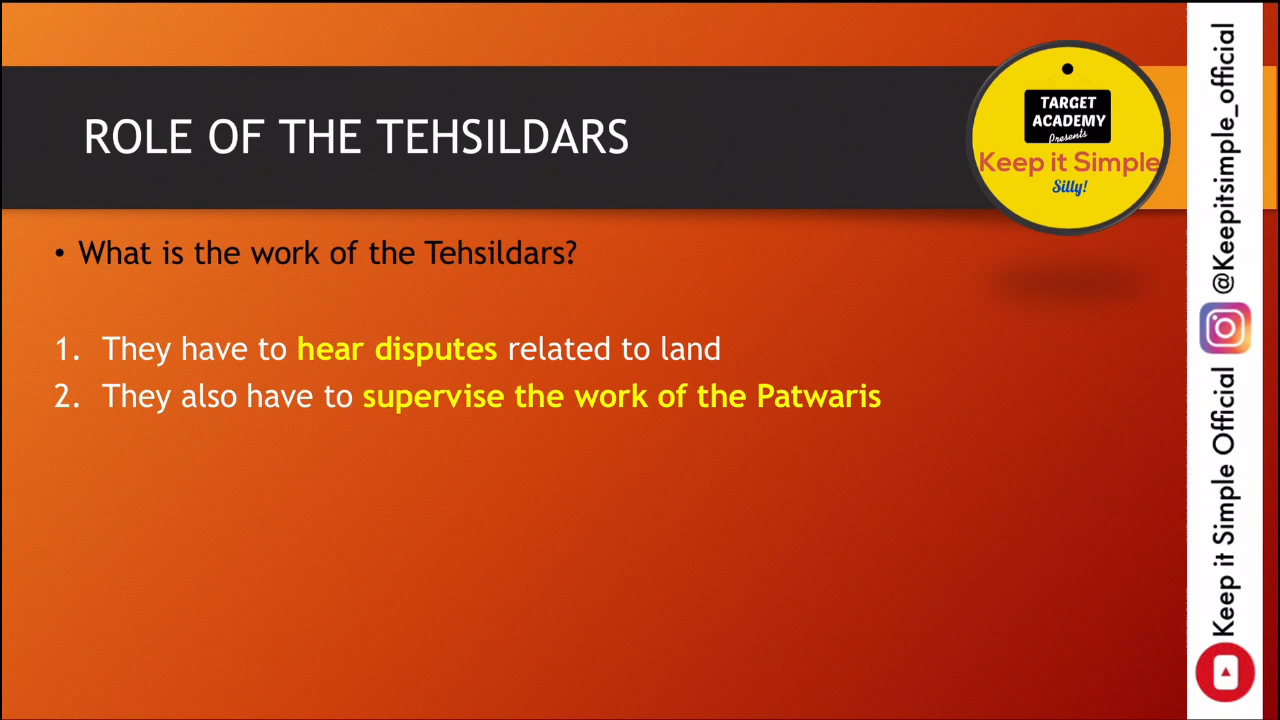 ROLE OF THE TEHSILDARS
TARGET
ACADEMY
Presents
Keep it Simple
Silly!
• What is the work of the Tehsildars?
1. They have to hear disputes related to land
2. They also have to supervise the work of the Patwaris
@Keepitsimple_official
Keep it Simple Official